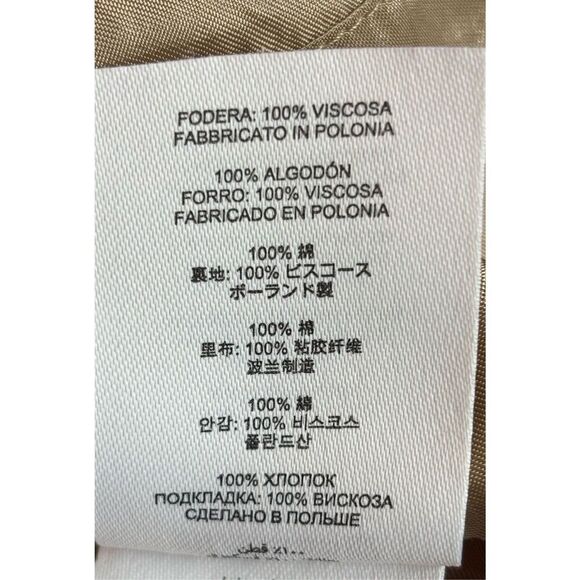 FODERA: 100% VISCOSA
FABBRICATO IN POLONIA
100% ALGODÓN
FORRO: 100% VISCOSA
FABRICADO EN POLONIA
100% 綿
裏地: 100% ビスコース
ポーランド製
100% 棉
里布: 100% 粘胶纤维
波兰制造
100% 綿
안감: 100% 비스코스
폴란드산
100% ХЛОПОК
ПОДКЛАДКА: 100% ВИСКОЗА
СДЕЛАНО В ПОЛЬШЕ
١٠٠٪ قطن